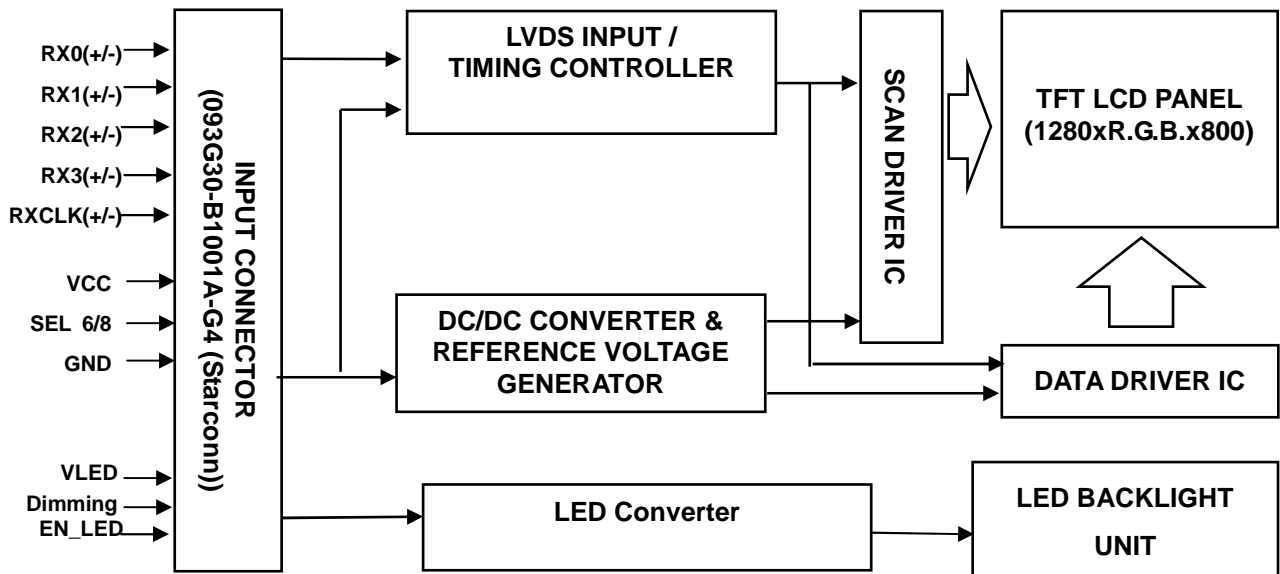 RX0(+/-)
RX1(+/-)
RX2(+/-)
RX3(+/-)
RXCLK(+/-)
VCC
SEL 6/8
GND
VLED
Dimming
EN_LED
INPUT CONNECTOR
(093G30-B1001A-G4 (Starconn))
LVDS INPUT /
TIMING CONTROLLER
DC/DC CONVERTER &
REFERENCE VOLTAGE
GENERATOR
LED Converter
SCAN DRIVER IC
TFT LCD PANEL
(1280xR.G.B.x800)
DATA DRIVER IC
LED BACKLIGHT
UNIT